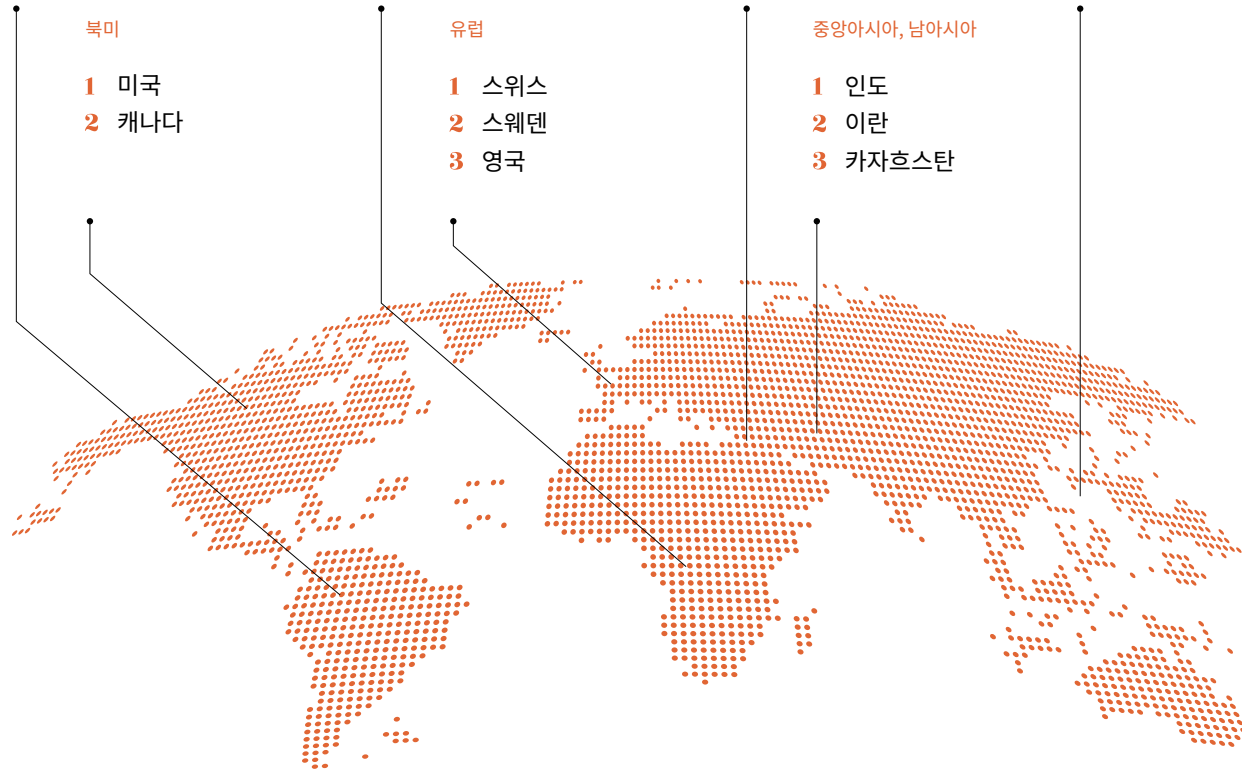 북미
1 미국
2 캐나다
유럽
1 스위스
2 스웨덴
3 영국
중앙아시아, 남아시아
1 인도
2 이란
3 카자흐스탄